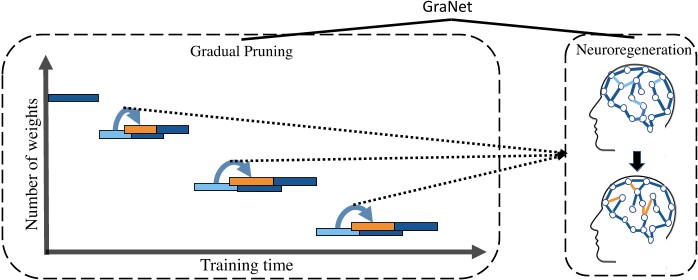 GraNet
Gradual Pruning
Neuroregeneration
Number of weights
Training time